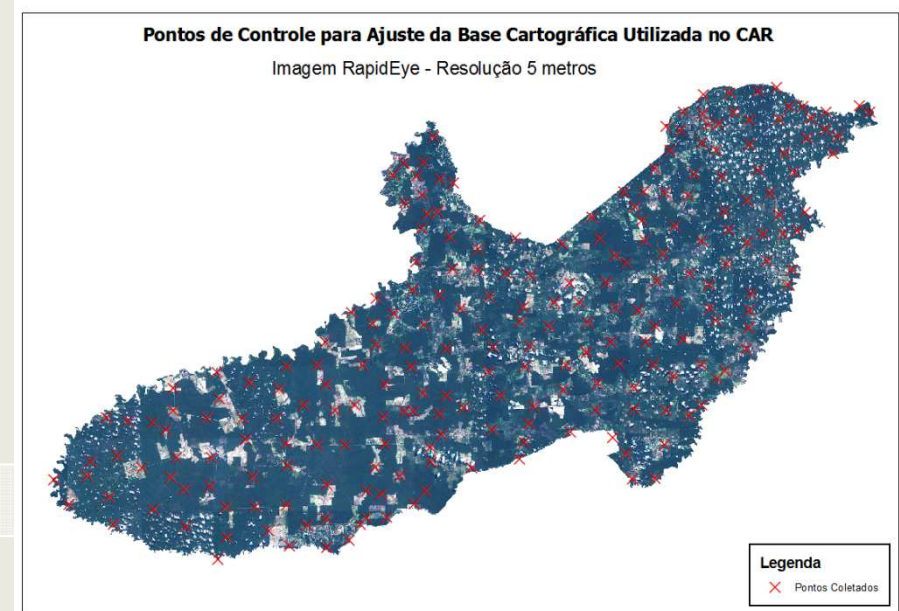 Pontos de Controle para Ajuste da Base Cartográfica Utilizada no CAR
Imagem RapidEye - Resolução 5 metros
Legenda
Pontos Coletados